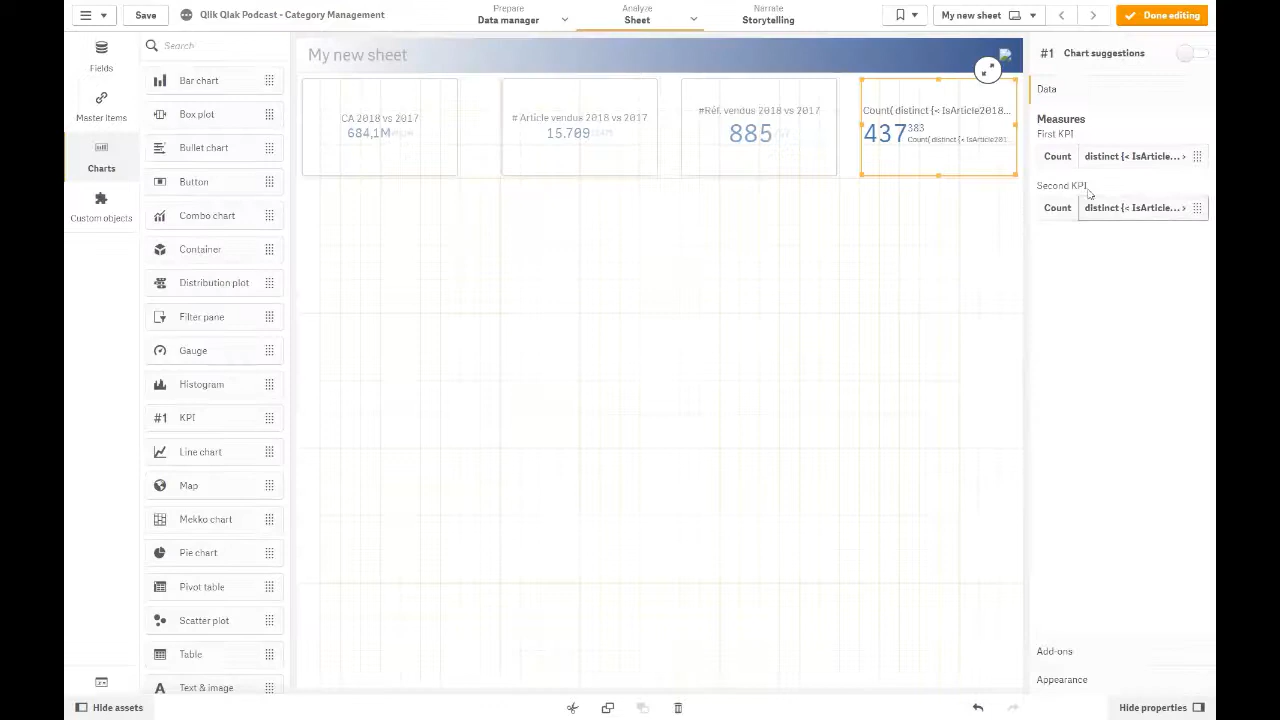 Save
Qlik Qlak Podcast - Category Management
Prepare
Data manager
Analyze
Sheet
Narrate
Storytelling
My new sheet
Done editing
Fields
Master items
Charts
Custom objects
Search
Bar chart
Box plot
Bullet chart
Button
Combo chart
Container
Distribution plot
Filter pane
Gauge
Histogram
#1 KPI
Line chart
Map
Mekko chart
Pie chart
Pivot table
Scatter plot
Table
A Text & image
My new sheet
CA 2018 vs 2017
684,1M
# Article vendus 2018 vs 2017
15.709
#Réf. vendus 2018 vs 2017
885
Count( distinct {< IsArticle2018...
437
383
Count( distinct {< IsArticle201...
#1 Chart suggestions
Data
Measures
First KPI
Count distinct {< IsArticle... >
Second KPI
Count distinct {< IsArticle... >
Add-ons
Appearance
Hide assets
Hide properties